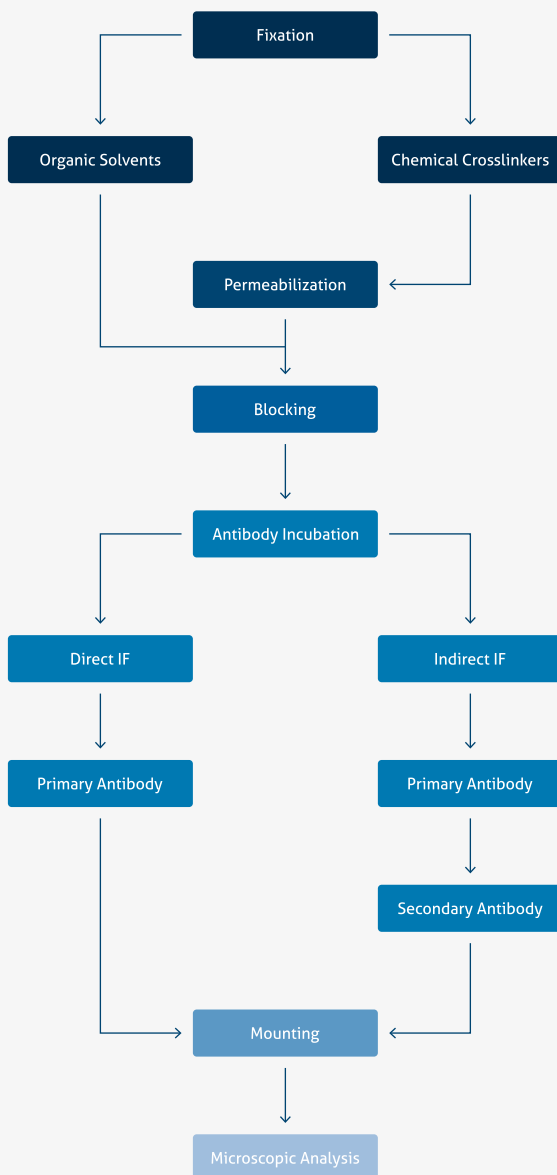 Fixation
Organic Solvents
Chemical Crosslinkers
Permeabilization
Blocking
Antibody Incubation
Direct IF
Indirect IF
Primary Antibody
Primary Antibody
Secondary Antibody
Mounting
Microscopic Analysis